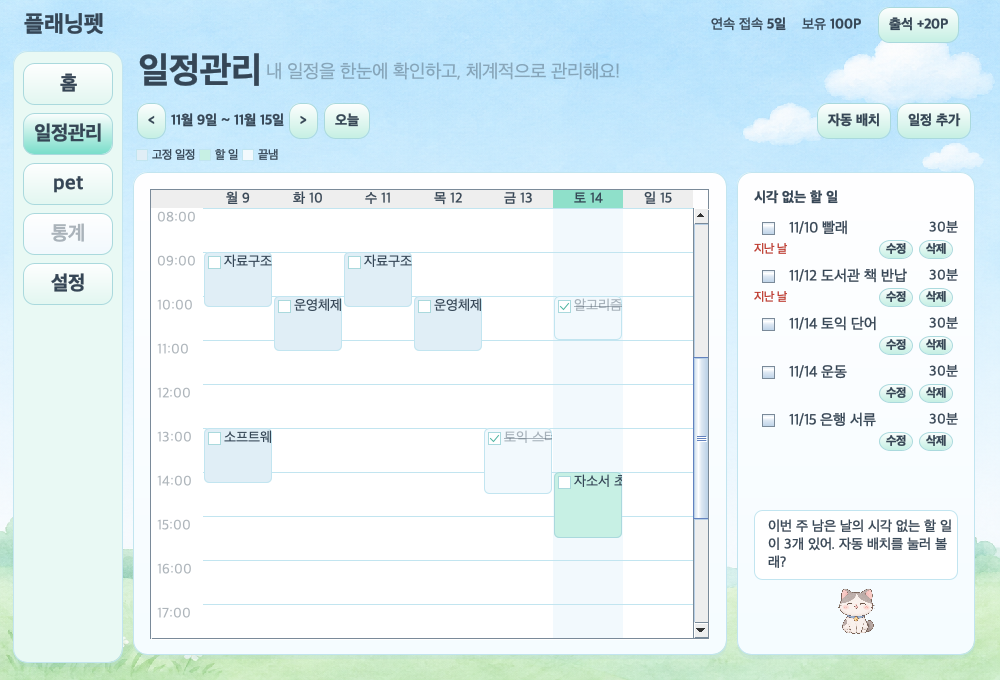 플래닝펫
연속 접속 5일 보유 100P 출석 +20P
홈
일정관리
pet
통계
설정
일정관리 내 일정을 한눈에 확인하고, 체계적으로 관리해요!
< 11월 9일 ~ 11월 15일 > 오늘
자동 배치 일정 추가
고정 일정 할 일 끝냄
월 9 화 10 수 11 목 12 금 13 토 14 일 15
08:00
09:00 자료구조 자료구조
10:00 운영체제 운영체제 알고리즘
11:00
12:00
13:00 소프트웨 토익 스터
14:00 자소서 초
15:00
16:00
17:00
시각 없는 할 일
11/10 빨래 30분
지난 날 수정 삭제
11/12 도서관 책 반납 30분
지난 날 수정 삭제
11/14 토익 단어 30분
수정 삭제
11/14 운동 30분
수정 삭제
11/15 은행 서류 30분
수정 삭제
이번 주 남은 날의 시각 없는 할 일
이 3개 있어. 자동 배치를 눌러 볼
래?